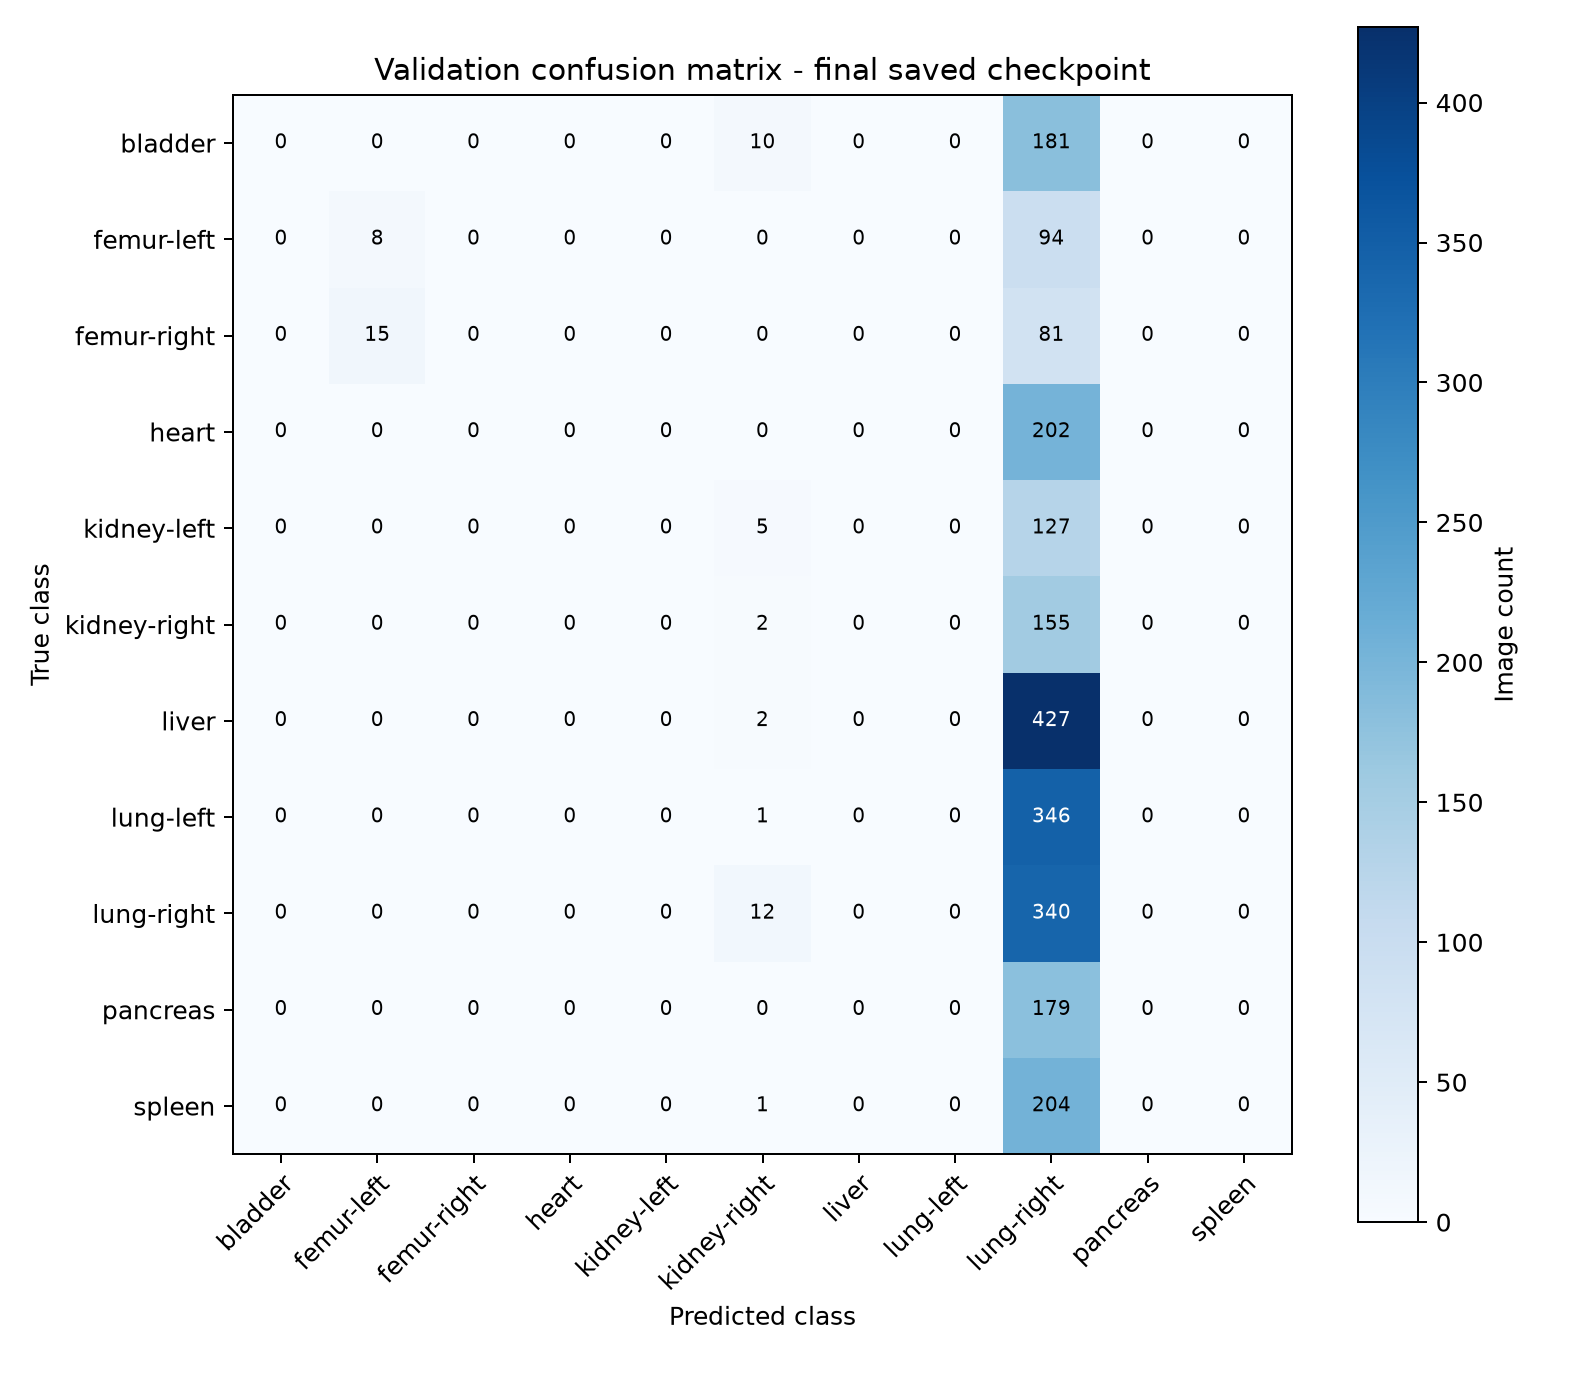 Validation confusion matrix - final saved checkpoint
True class
bladder 0 0 0 0 0 10 0 0 181 0 0
femur-left 0 8 0 0 0 0 0 0 94 0 0
femur-right 0 15 0 0 0 0 0 0 81 0 0
heart 0 0 0 0 0 0 0 0 202 0 0
kidney-left 0 0 0 0 0 5 0 0 127 0 0
kidney-right 0 0 0 0 0 2 0 0 155 0 0
liver 0 0 0 0 0 2 0 0 427 0 0
lung-left 0 0 0 0 0 1 0 0 346 0 0
lung-right 0 0 0 0 0 12 0 0 340 0 0
pancreas 0 0 0 0 0 0 0 0 179 0 0
spleen 0 0 0 0 0 1 0 0 204 0 0
bladder femur-left femur-right heart kidney-left kidney-right liver lung-left lung-right pancreas spleen
Predicted class
400
350
300
250
200
150
100
50
0
Image count